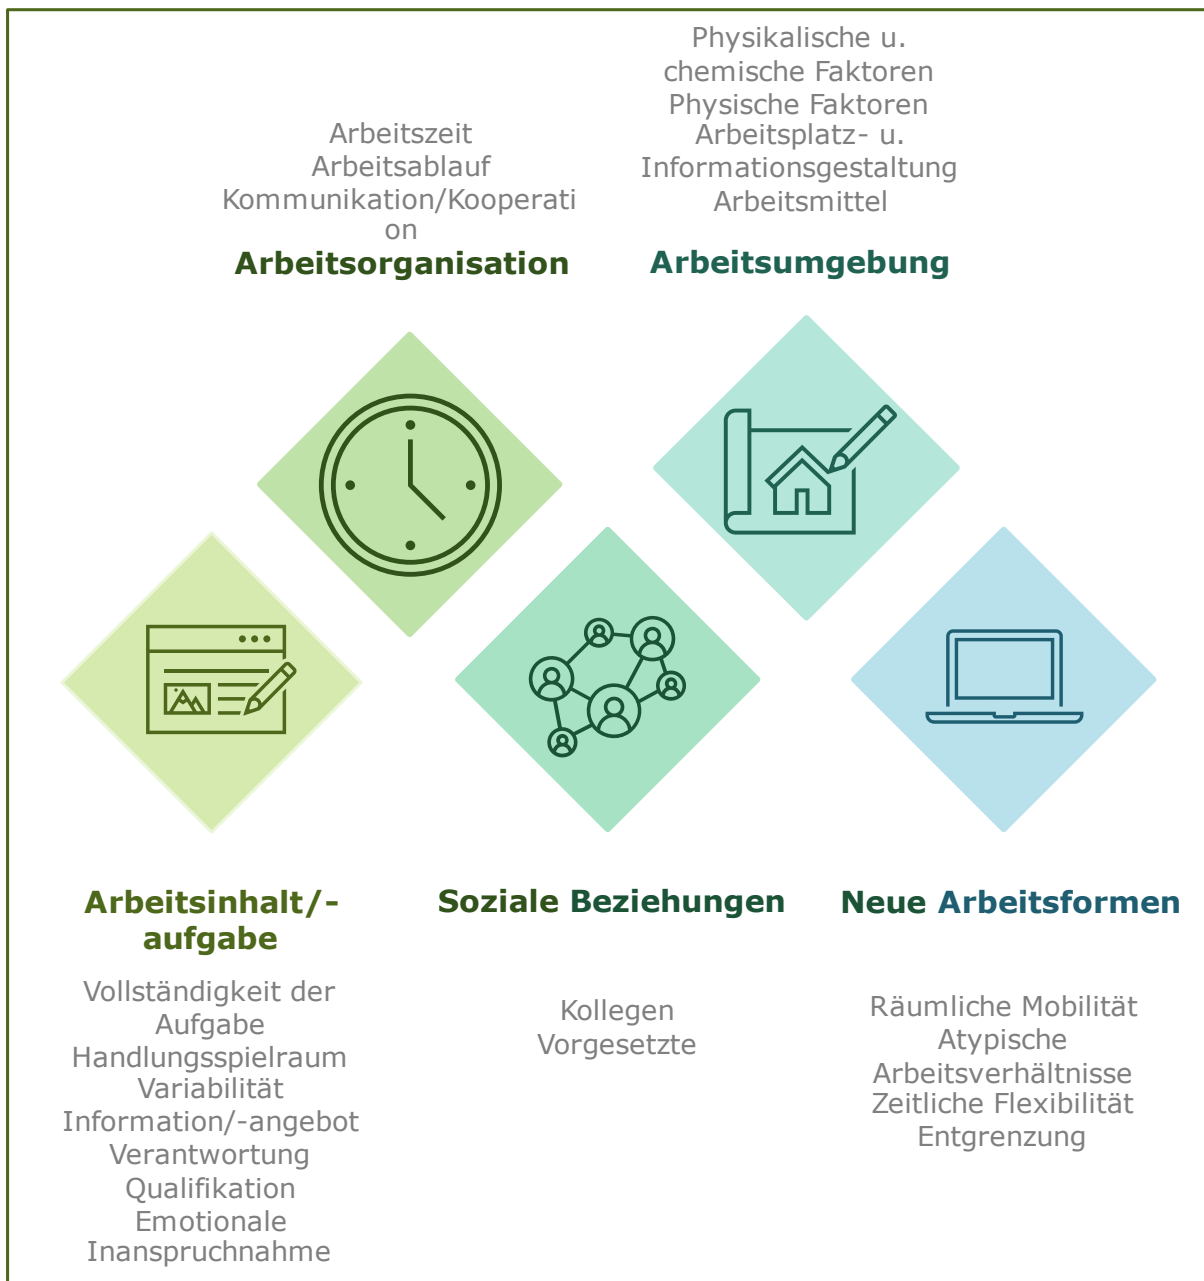 Arbeitszeit
Arbeitsablauf
Kommunikation/Kooperati
on
Arbeitsorganisation
Physikalische u.
chemische Faktoren
Physische Faktoren
Arbeitsplatz- u.
Informationsgestaltung
Arbeitsmittel
Arbeitsumgebung
Arbeitsinhalt/-
aufgabe
Vollständigkeit der
Aufgabe
Handlungsspielraum
Variabilität
Information/-angebot
Verantwortung
Qualifikation
Emotionale
Inanspruchnahme
Soziale Beziehungen
Kollegen
Vorgesetzte
Neue Arbeitsformen
Räumliche Mobilität
Atypische
Arbeitsverhältnisse
Zeitliche Flexibilität
Entgrenzung